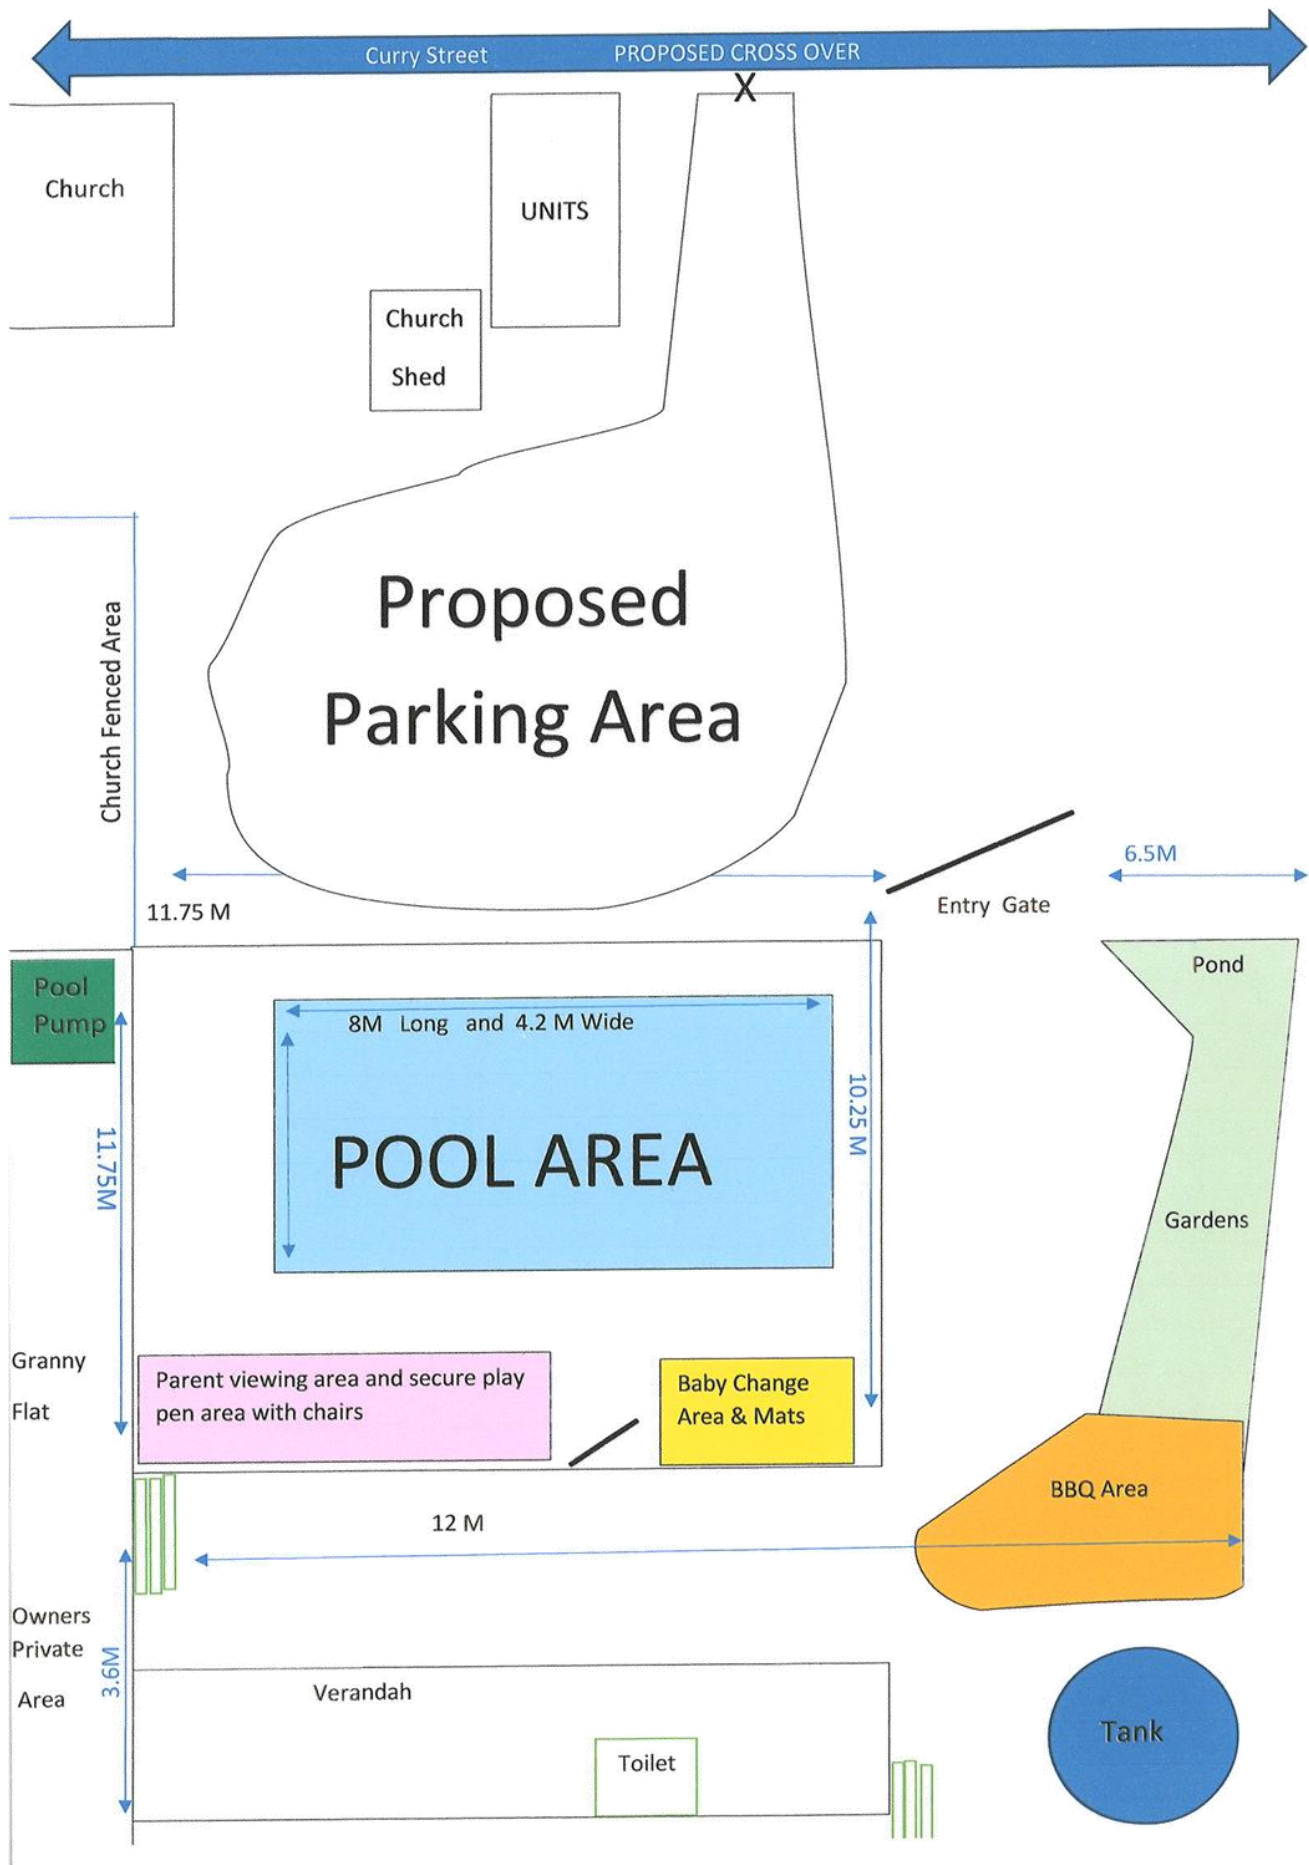 Curry Street PROPOSED CROSS OVER
X
Church
UNITS
Church
Shed
Proposed
Parking Area
Church Fenced Area
6.5M
11.75 M
Entry Gate
Pond
Pool
Pump
8M Long and 4.2 M Wide
10.25 M
11.75M
POOL AREA
Gardens
Granny
Flat
Parent viewing area and secure play
pen area with chairs
Baby Change
Area & Mats
BBQ Area
12 M
Owners
Private
Area
3.6M
Verandah
Toilet
Tank